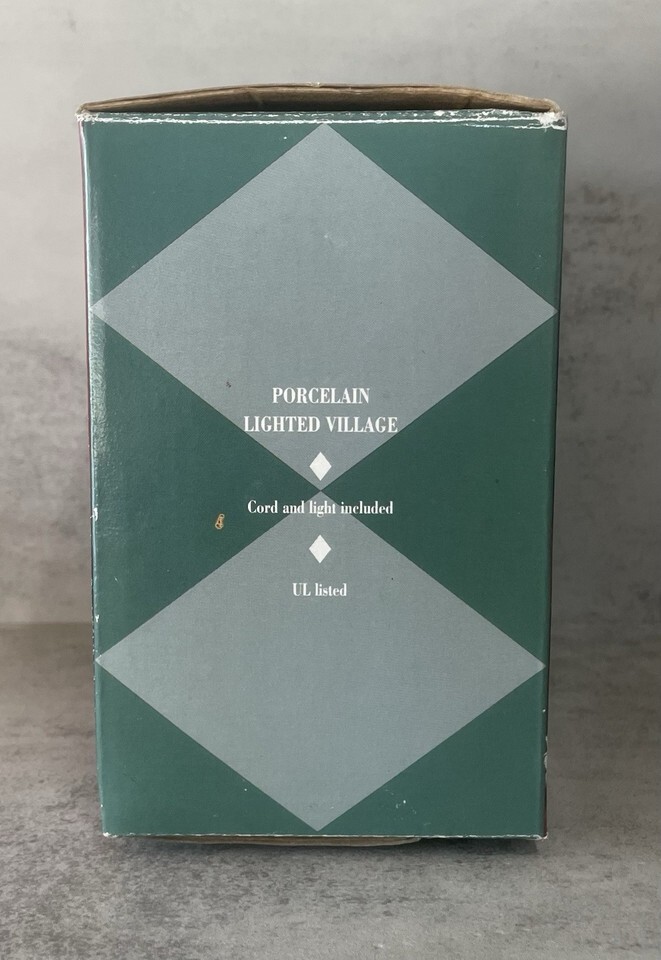 PORCELAIN
LIGHTED VILLAGE
Cord and light included
UL listed